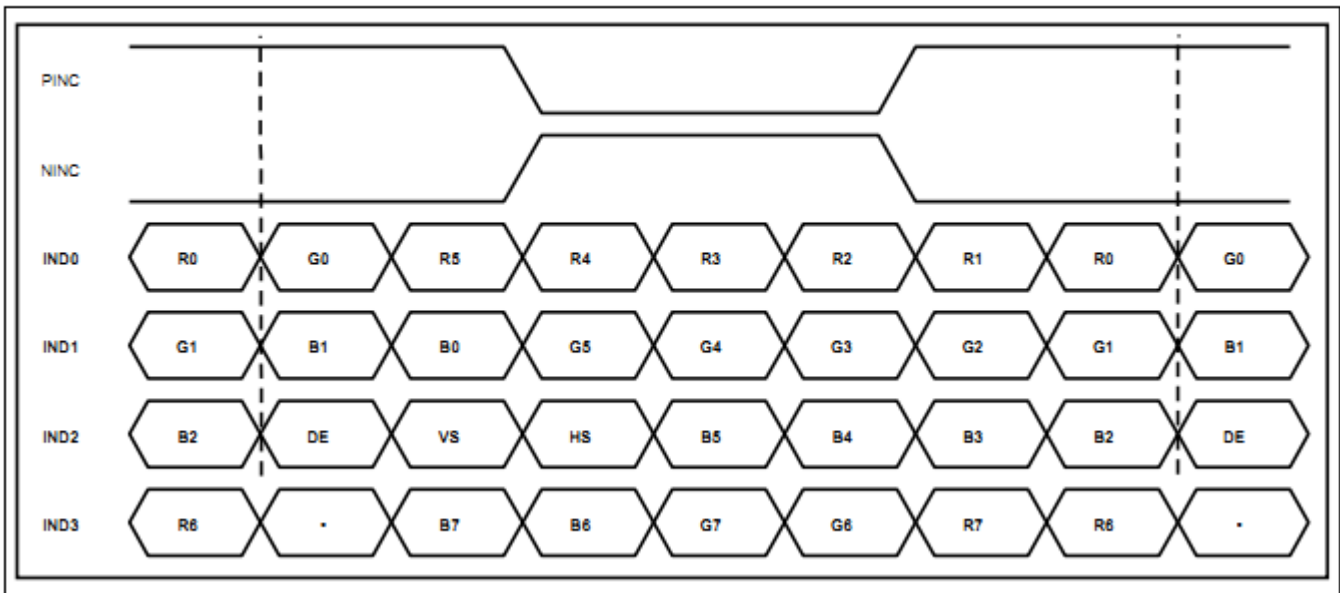 PINC
NINC
IND0 R0 G0 R5 R4 R3 R2 R1 R0 G0
IND1 G1 B1 B0 G5 G4 G3 G2 G1 B1
IND2 B2 DE VS HS B5 B4 B3 B2 DE
IND3 R6 - B7 B6 G7 G6 R7 R6 -